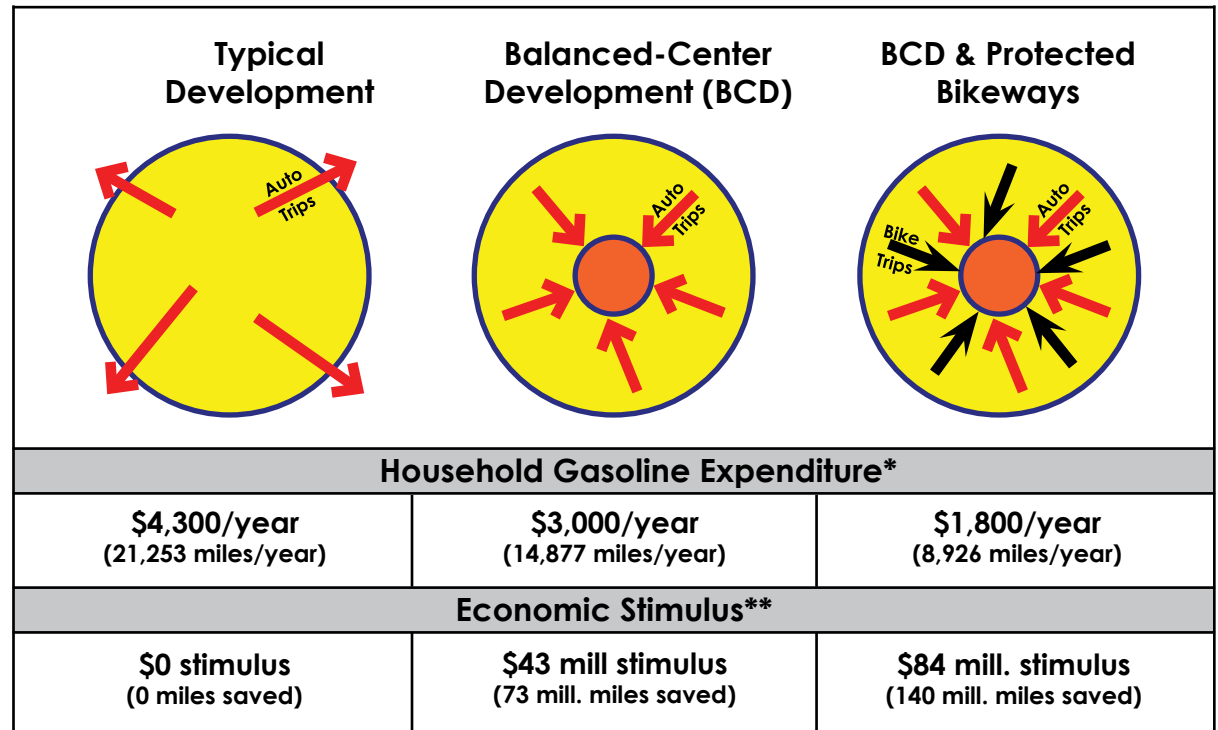 Typical
Development
Balanced-Center
Development (BCD)
BCD & Protected
Bikeways
Auto
Trips
Auto
Trips
Auto
Trips
Bike
Trips
Household Gasoline Expenditure*
$4,300/year
(21,253 miles/year)
$3,000/year
(14,877 miles/year)
$1,800/year
(8,926 miles/year)
Economic Stimulus**
$0 stimulus
(0 miles saved)
$43 mill stimulus
(73 mill. miles saved)
$84 mill. stimulus
(140 mill. miles saved)